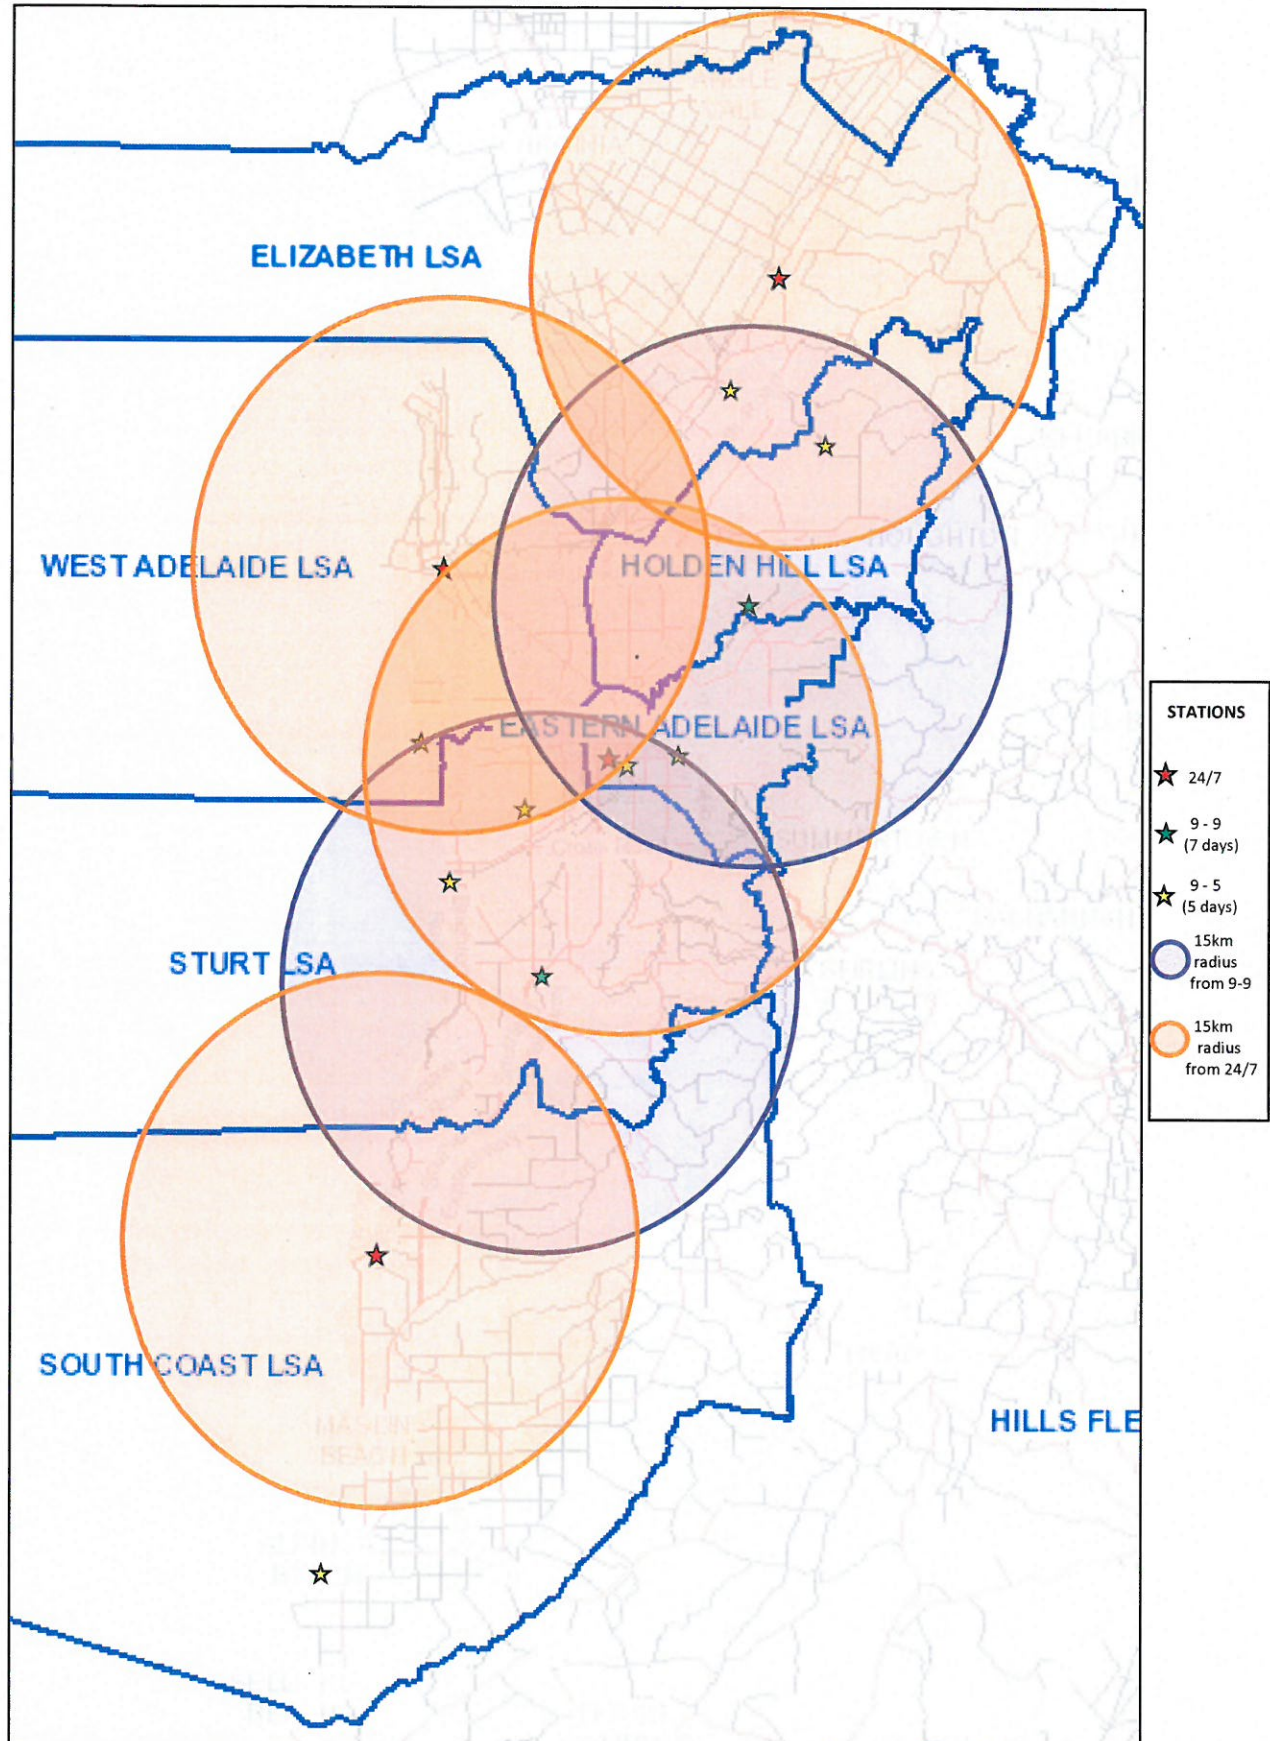 ELIZABETH LSA
WEST ADELAIDE LSA
HOLDEN HILL LSA
EASTERN ADELAIDE LSA
STURT LSA
SOUTH COAST LSA
HILLS FLE
MASLIN
BEACH
STATIONS
24/7
9 - 9
(7 days)
9 - 5
(5 days)
15km
radius
from 9-9
15km
radius
from 24/7